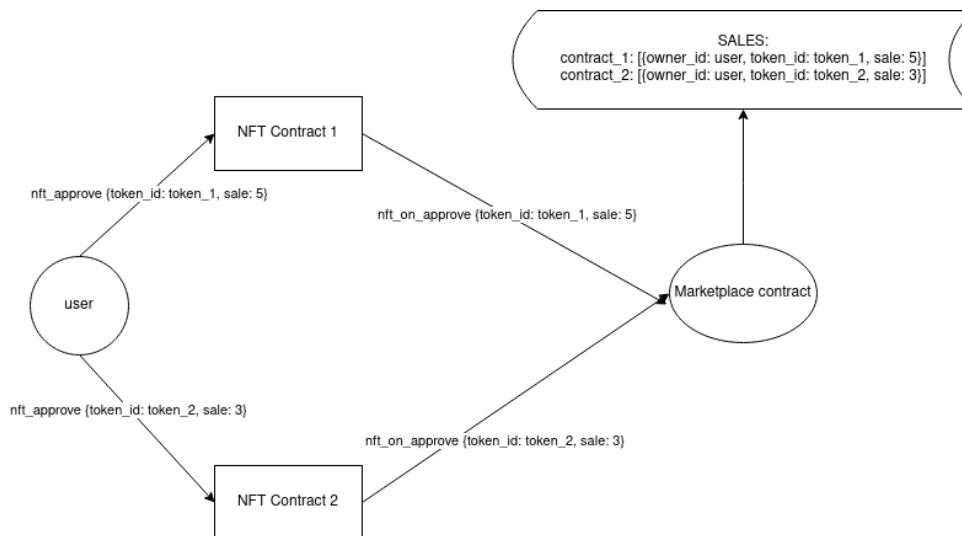 SALES:
contract_1: [{owner_id: user, token_id: token_1, sale: 5}]
contract_2: [{owner_id: user, token_id: token_2, sale: 3}]
NFT Contract 1
nft_approve {token_id: token_1, sale: 5}
nft_on_approve {token_id: token_1, sale: 5}
user
Marketplace contract
nft_approve {token_id: token_2, sale: 3}
nft_on_approve {token_id: token_2, sale: 3}
NFT Contract 2